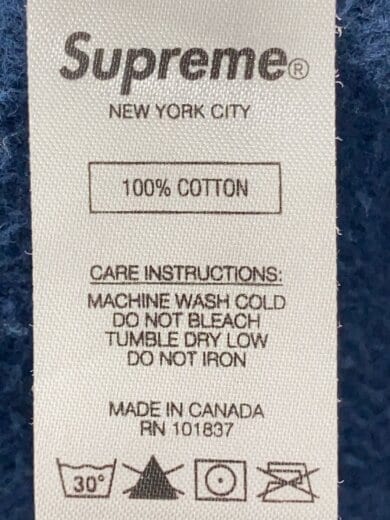 Supreme®
NEW YORK CITY
100% COTTON
CARE INSTRUCTIONS:
MACHINE WASH COLD
DO NOT BLEACH
TUMBLE DRY LOW
DO NOT IRON
MADE IN CANADA
RN 101837
30°